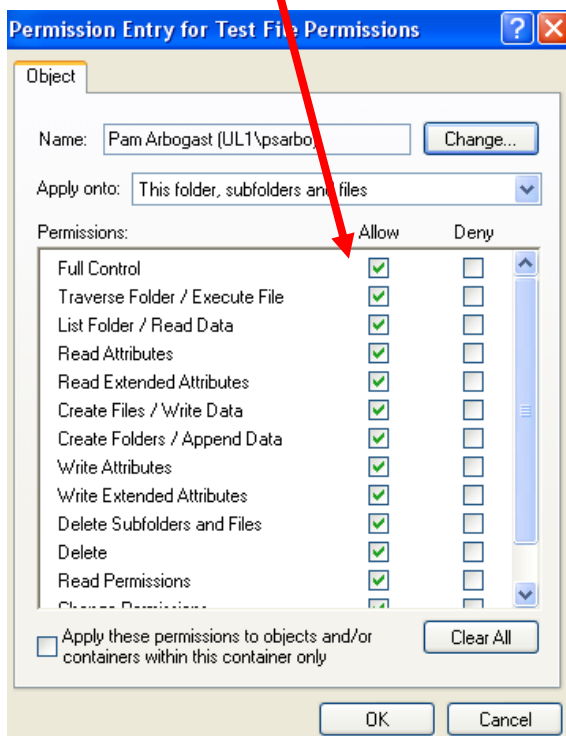 Permission Entry for Test File Permissions
Object
Name: Pam Arbogast (UL1\psarbo)
Change...
Apply onto: This folder, subfolders and files
Permissions: Allow Deny
Full Control
Traverse Folder / Execute File
List Folder / Read Data
Read Attributes
Read Extended Attributes
Create Files / Write Data
Create Folders / Append Data
Write Attributes
Write Extended Attributes
Delete Subfolders and Files
Delete
Read Permissions
Change Permissions
Apply these permissions to objects and/or
containers within this container only
Clear All
OK Cancel